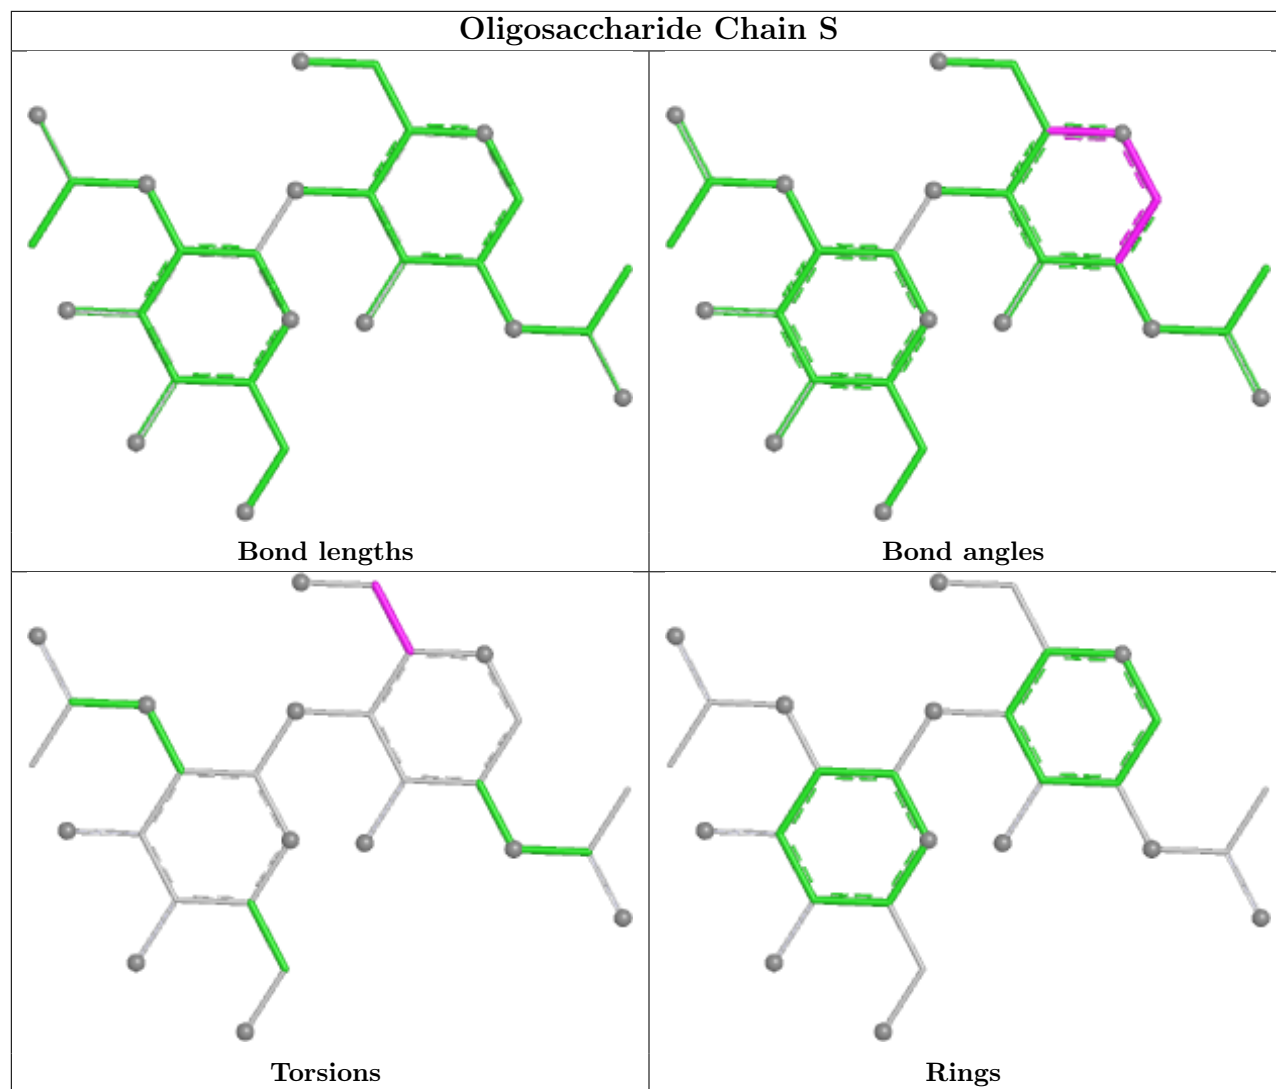 Oligosaccharide Chain S
Bond lengths
Bond angles
Torsions
Rings